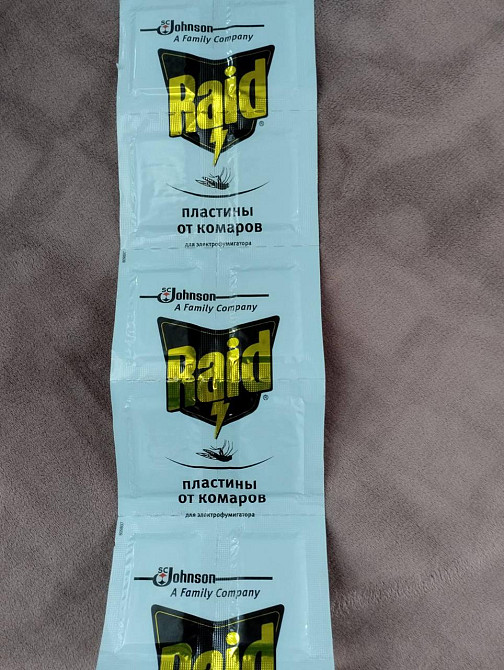 SC Johnson
A Family Company
Raid®
пластины
от комаров
для электрофумигатора
SC Johnson
A Family Company
Raid®
пластины
от комаров
для электрофумигатора
SC Johnson
A Family Company
Raid